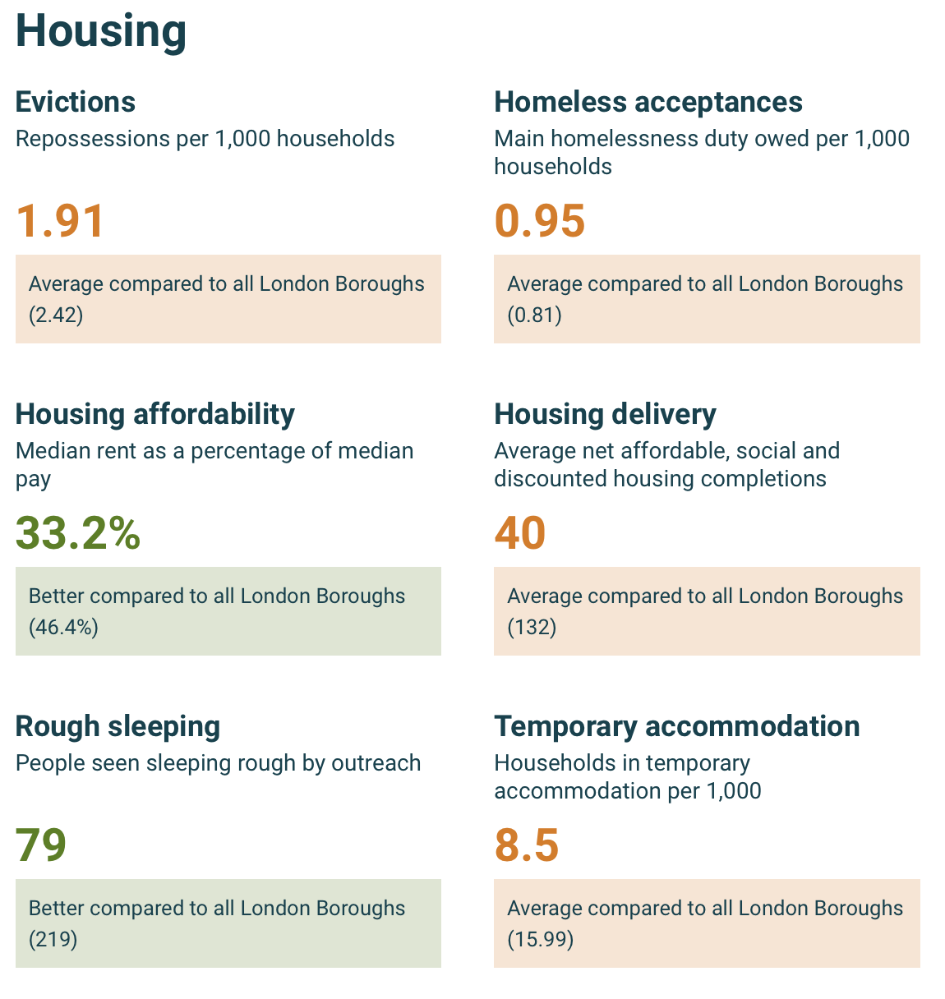 Housing
Evictions
Repossessions per 1,000 households
1.91
Average compared to all London Boroughs
(2.42)
Homeless acceptances
Main homelessness duty owed per 1,000
households
0.95
Average compared to all London Boroughs
(0.81)
Housing affordability
Median rent as a percentage of median
pay
33.2%
Better compared to all London Boroughs
(46.4%)
Housing delivery
Average net affordable, social and
discounted housing completions
40
Average compared to all London Boroughs
(132)
Rough sleeping
People seen sleeping rough by outreach
79
Better compared to all London Boroughs
(219)
Temporary accommodation
Households in temporary
accommodation per 1,000
8.5
Average compared to all London Boroughs
(15.99)